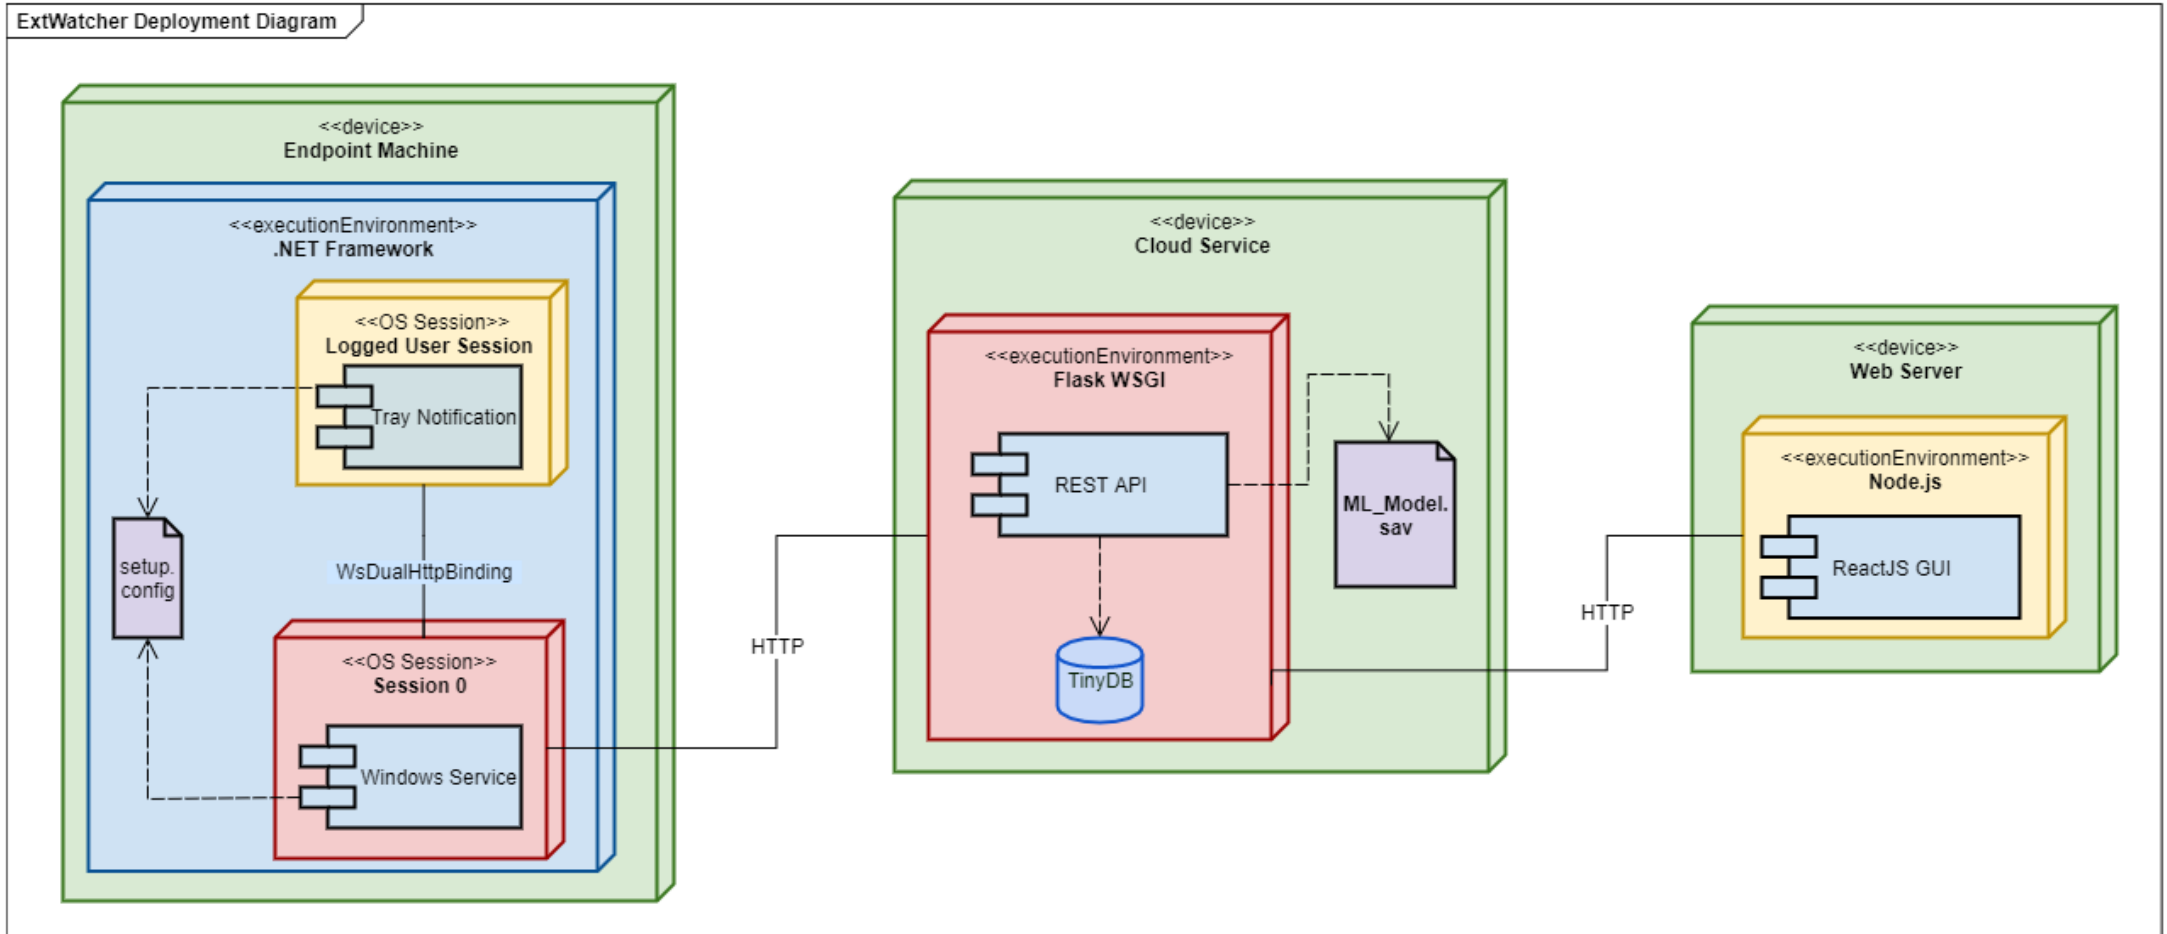 ExtWatcher Deployment Diagram
<<device>>
Endpoint Machine
<<executionEnvironment>>
.NET Framework
<<OS Session>>
Logged User Session
Tray Notification
setup.
config
WsDualHttpBinding
<<OS Session>>
Session 0
Windows Service
HTTP
<<device>>
Cloud Service
<<executionEnvironment>>
Flask WSGI
REST API
ML_Model.
sav
TinyDB
HTTP
<<device>>
Web Server
<<executionEnvironment>>
Node.js
ReactJS GUI